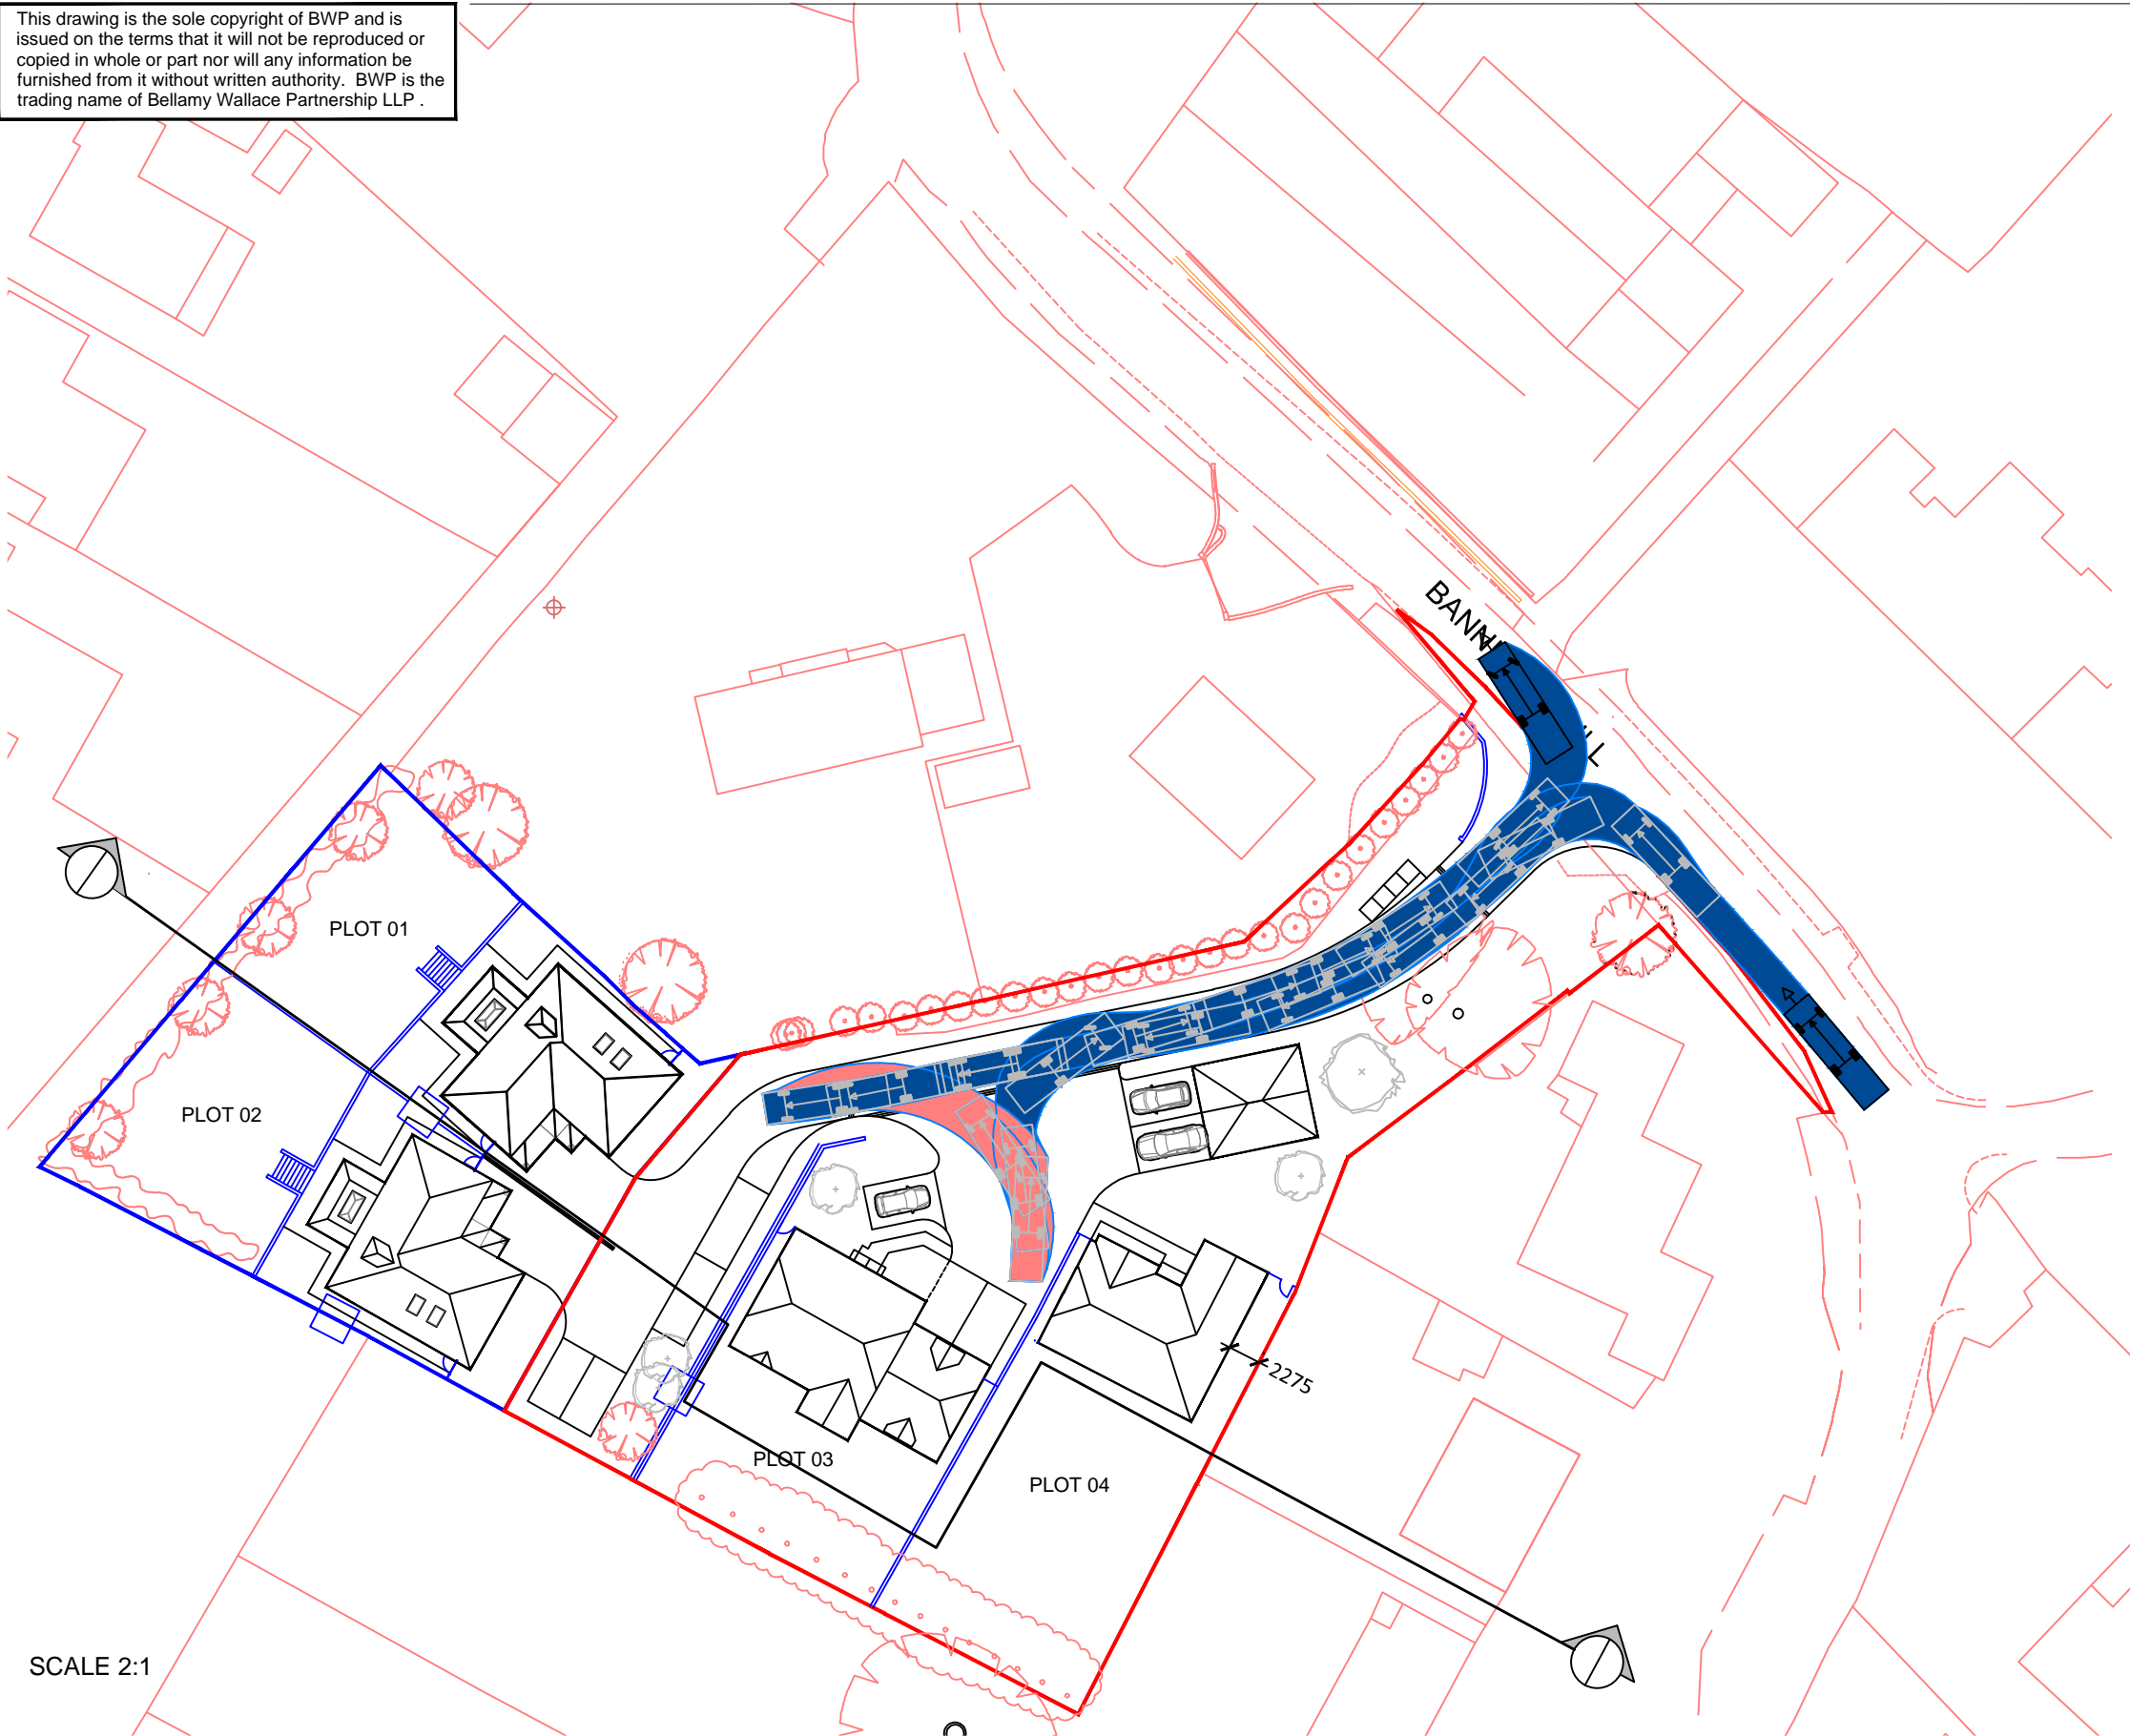 This drawing is the sole copyright of BWP and is
issued on the terms that it will not be reproduced or
copied in whole or part nor will any information be
furnished from it without written authority.  BWP is the
trading name of Bellamy Wallace Partnership LLP .
PLOT 01
PLOT 02
2275
PLOT 03
PLOT 04
SCALE 2:1